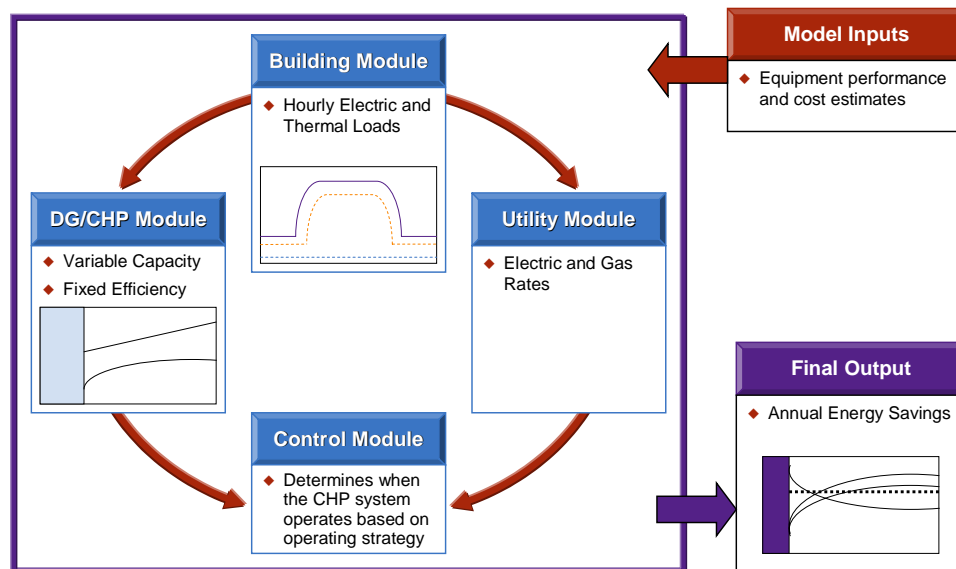 Model Inputs
Equipment performance
and cost estimates
Building Module
Hourly Electric and
Thermal Loads
DG/CHP Module
Variable Capacity
Fixed Efficiency
Utility Module
Electric and Gas
Rates
Control Module
Determines when
the CHP system
operates based on
operating strategy
Final Output
Annual Energy Savings